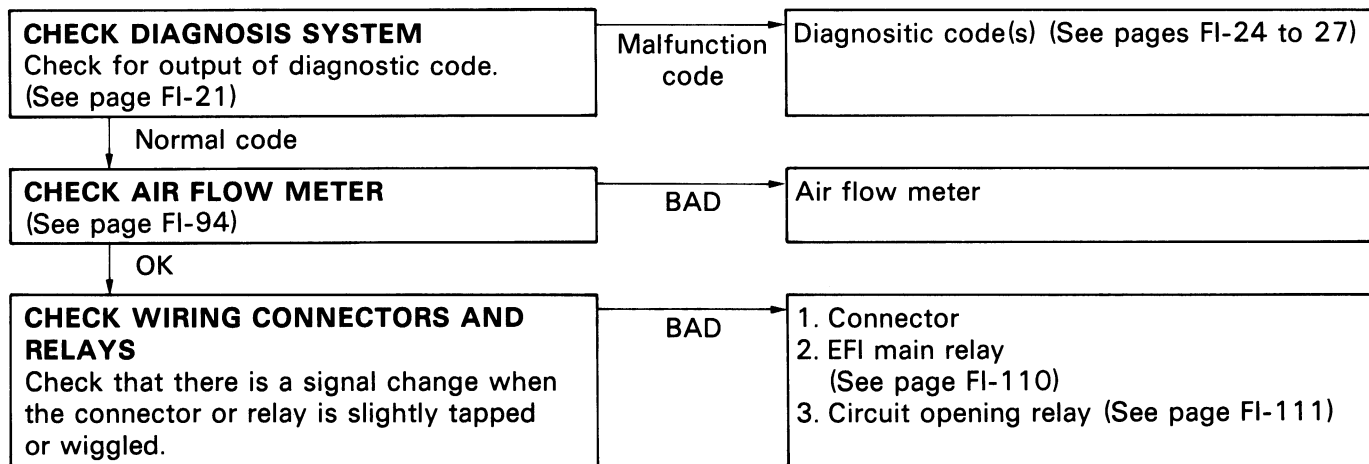 CHECK DIAGNOSIS SYSTEM
Check for output of diagnostic code.
(See page FI-21)
Malfunction
code
Diagnositic code(s) (See pages FI-24 to 27)
Normal code
CHECK AIR FLOW METER
(See page FI-94)
BAD
Air flow meter
OK
CHECK WIRING CONNECTORS AND
RELAYS
Check that there is a signal change when
the connector or relay is slightly tapped
or wiggled.
BAD
1. Connector
2. EFI main relay
(See page FI-110)
3. Circuit opening relay (See page FI-111)